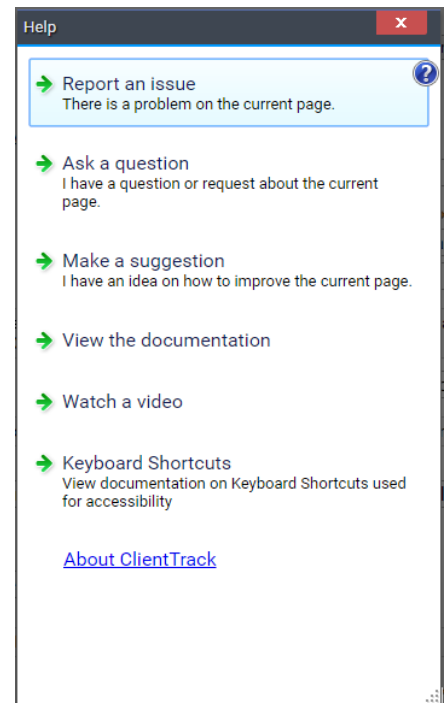 Help
x
?
Report an issue
There is a problem on the current page.
Ask a question
I have a question or request about the current
page.
Make a suggestion
I have an idea on how to improve the current page.
View the documentation
Watch a video
Keyboard Shortcuts
View documentation on Keyboard Shortcuts used
for accessibility
About ClientTrack